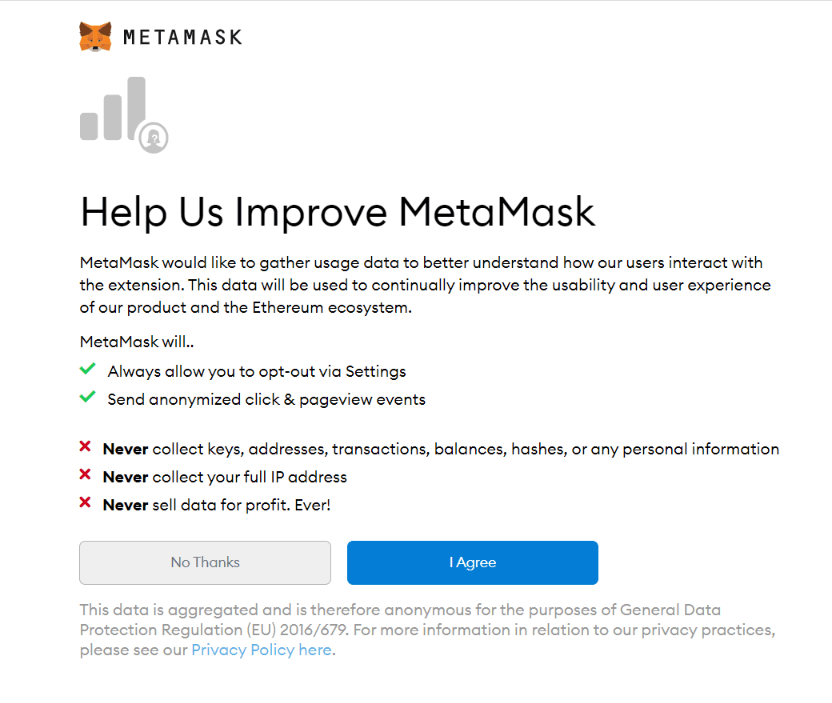 METAMASK
Help Us Improve MetaMask
MetaMask would like to gather usage data to better understand how our users interact with
the extension. This data will be used to continually improve the usability and user experience
of our product and the Ethereum ecosystem.
MetaMask will..
Always allow you to opt-out via Settings
Send anonymized click & pageview events
Never collect keys, addresses, transactions, balances, hashes, or any personal information
Never collect your full IP address
Never sell data for profit. Ever!
No Thanks
I Agree
This data is aggregated and is therefore anonymous for the purposes of General Data
Protection Regulation (EU) 2016/679. For more information in relation to our privacy practices,
please see our Privacy Policy here.